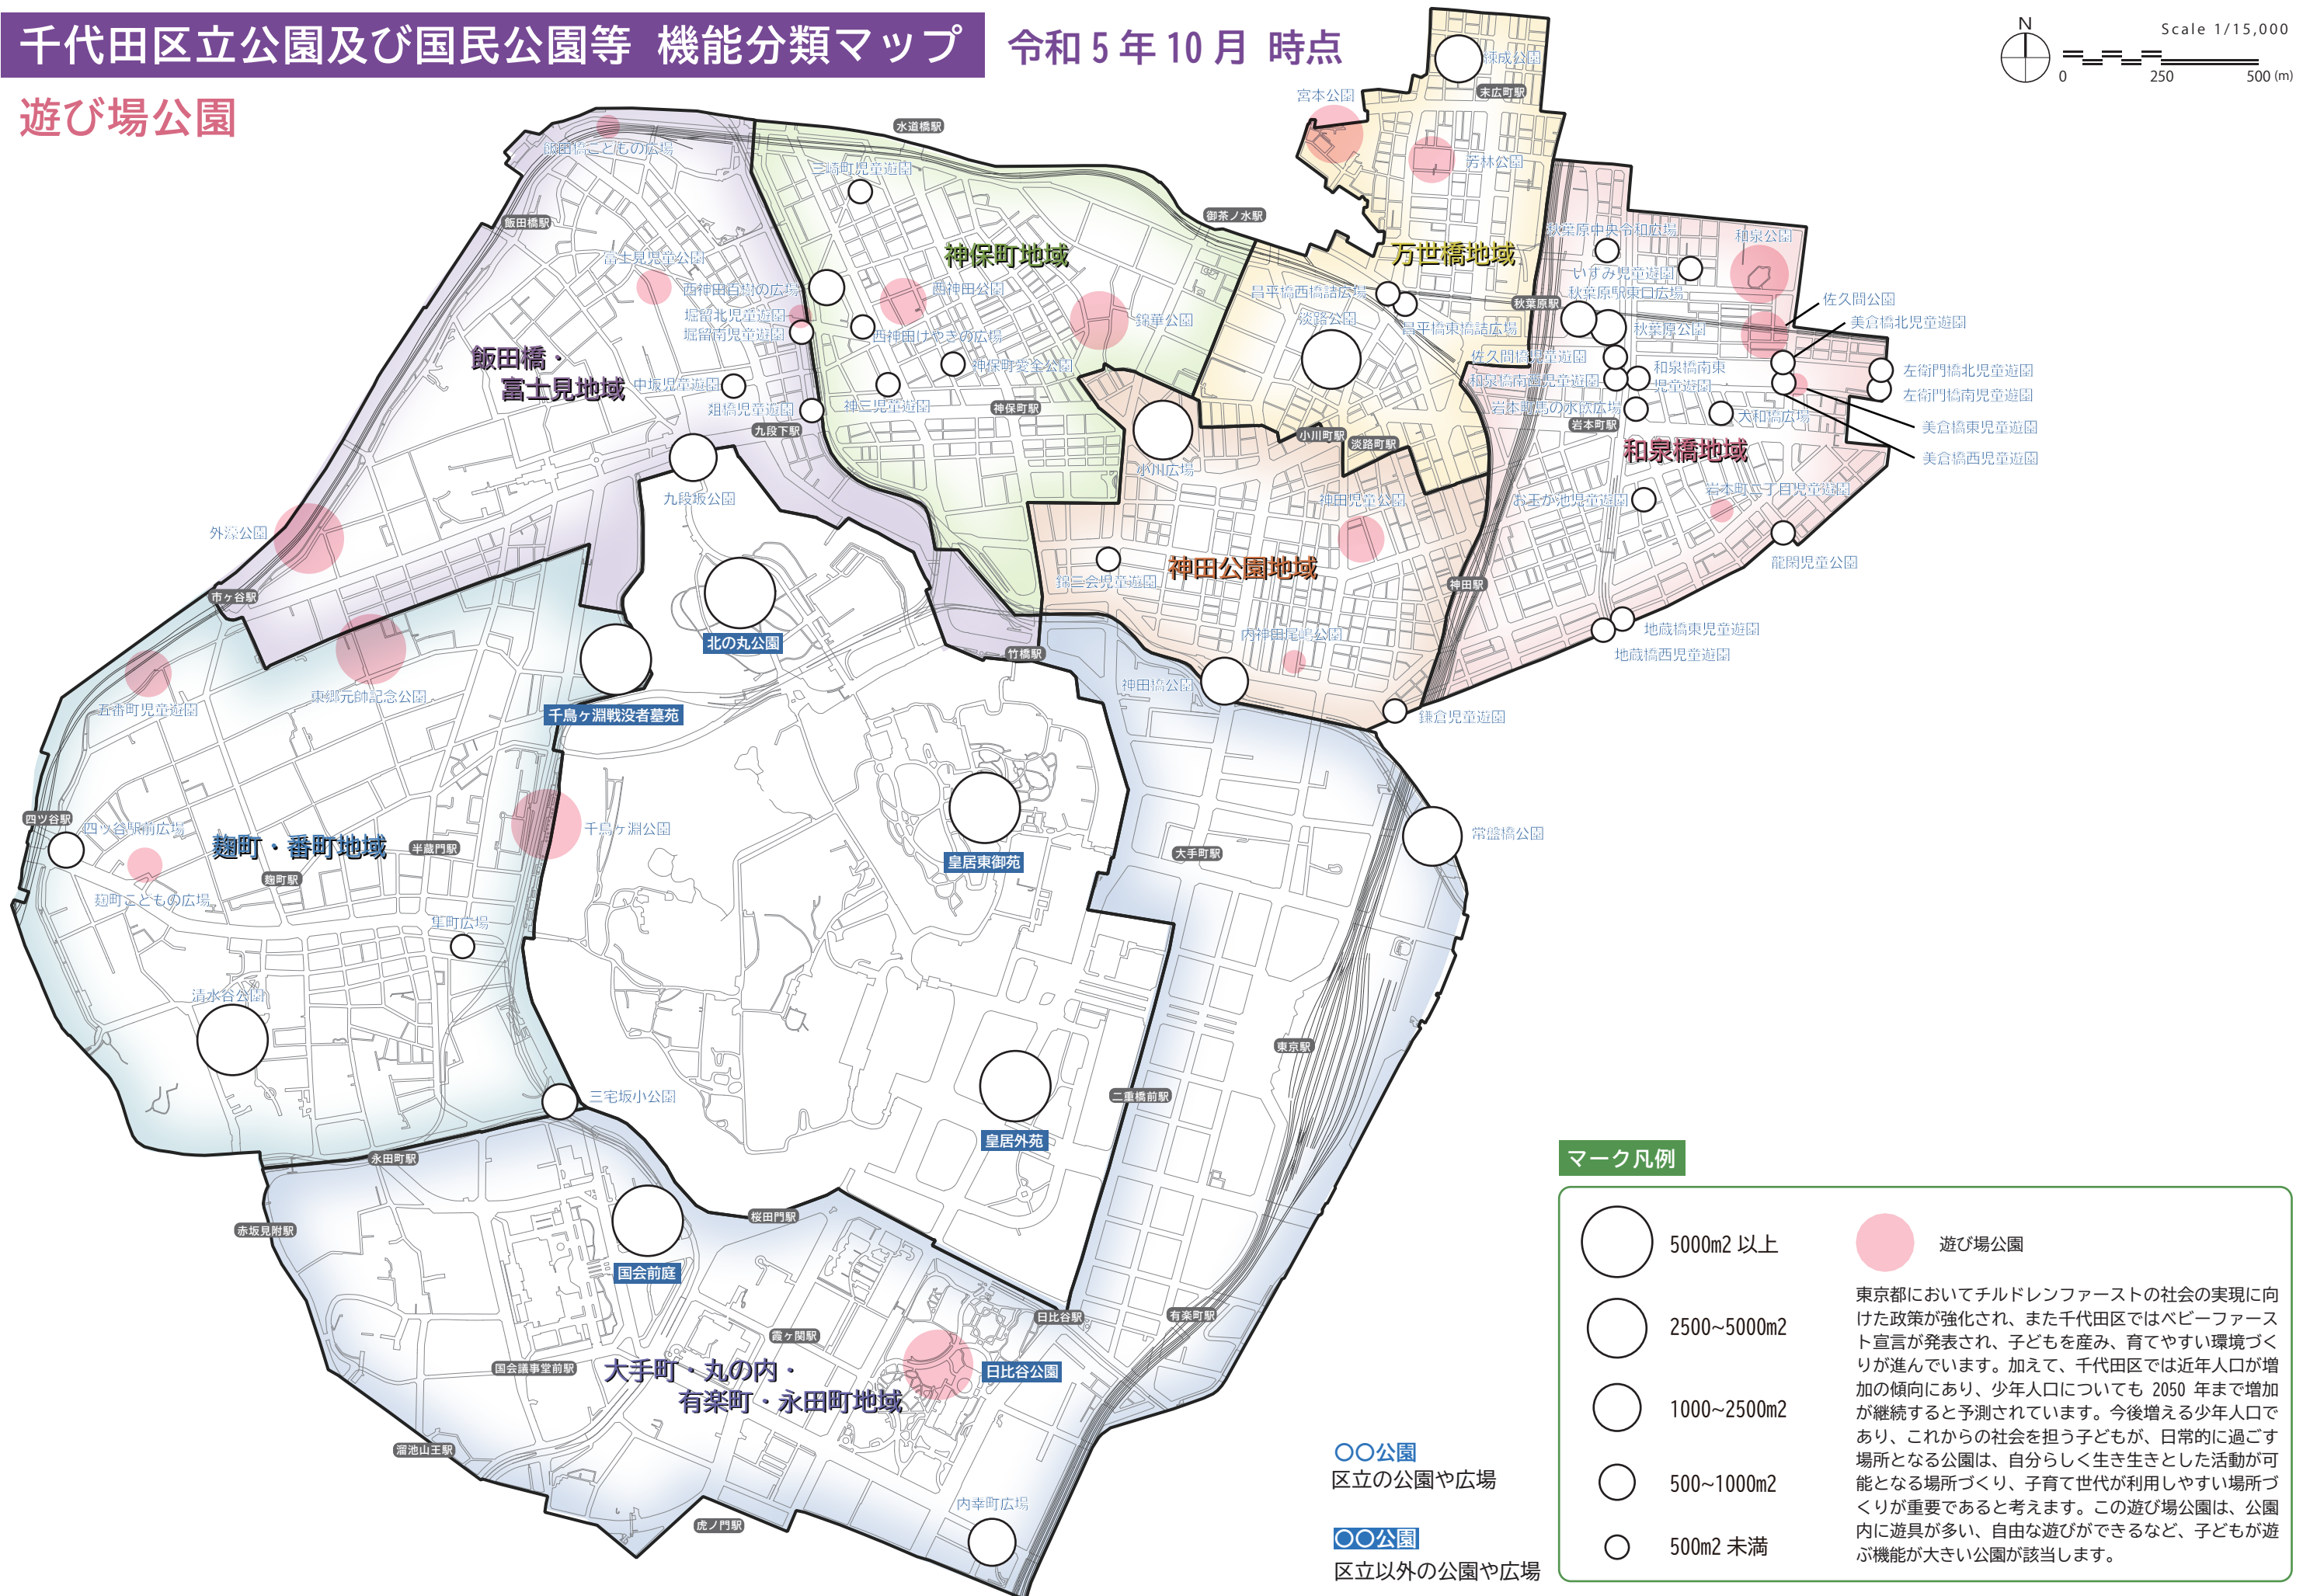 千代田区立公園及び国民公園等 機能分類マップ
令和５年10月 時点
N
Scale 1/15,000
0 250 500 (m)
遊び場公園
練成公園
末広町駅
宮本公園
芳林公園
水道橋駅
飯田橋こどもの広場
三崎町児童遊園
飯田橋駅
御茶ノ水駅
神保町地域
万世橋地域
秋葉原中央令和広場
和泉公園
富士見児童公園
西神田百樹の広場
西神田公園
昌平橋西橋詰広場
いずみ児童遊園
秋葉原駅東口広場
秋葉原駅
佐久間公園
堀留北児童遊園
堀留南児童遊園
西神田けやきの広場
錦華公園
淡路公園
昌平橋東橋詰広場
秋葉原公園
美倉橋北児童遊園
飯田橋・
富士見地域
中坂児童遊園
神保町愛全公園
佐久間橋児童遊園
和泉橋南東
児童遊園
和泉橋南西児童遊園
左衛門橋北児童遊園
左衛門橋南児童遊園
俎橋児童遊園
神三児童遊園
神保町駅
岩本町馬の水飲広場
大和橋広場
岩本町駅
九段下駅
小川町駅
淡路町駅
美倉橋東児童遊園
美倉橋西児童遊園
和泉橋地域
小川広場
九段坂公園
神田児童公園
お玉が池児童遊園
岩本町二丁目児童遊園
外濠公園
錦三会児童遊園
神田公園地域
神田駅
龍閑児童公園
市ヶ谷駅
北の丸公園
竹橋駅
内神田尾嶋公園
地蔵橋東児童遊園
地蔵橋西児童遊園
東郷元帥記念公園
五番町児童遊園
千鳥ヶ淵戦没者墓苑
神田橋公園
鎌倉児童遊園
四ツ谷駅
四ツ谷駅前広場
麹町・番町地域
半蔵門駅
千鳥ヶ淵公園
皇居東御苑
大手町駅
常盤橋公園
麹町駅
麹町こどもの広場
隼町広場
清水谷公園
東京駅
三宅坂小公園
二重橋前駅
皇居外苑
永田町駅
赤坂見附駅
桜田門駅
国会前庭
日比谷駅
有楽町駅
霞ヶ関駅
国会議事堂前駅
日比谷公園
大手町・丸の内・
有楽町・永田町地域
溜池山王駅
虎ノ門駅
内幸町広場
〇〇公園
区立の公園や広場
〇〇公園
区立以外の公園や広場
マーク凡例
5000m2 以上
2500~5000m2
1000~2500m2
500~1000m2
500m2 未満
遊び場公園
東京都においてチルドレンファーストの社会の実現に向
けた政策が強化され、また千代田区ではベビーファース
ト宣言が発表され、子どもを産み、育てやすい環境づく
りが進んでいます。加えて、千代田区では近年人口が増
加の傾向にあり、少年人口についても 2050 年まで増加
が継続すると予測されています。今後増える少年人口で
あり、これからの社会を担う子どもが、日常的に過ごす
場所となる公園は、自分らしく生き生きとした活動が可
能となる場所づくり、子育て世代が利用しやすい場所づ
くりが重要であると考えます。この遊び場公園は、公園
内に遊具が多い、自由な遊びができるなど、子どもが遊
ぶ機能が大きい公園が該当します。